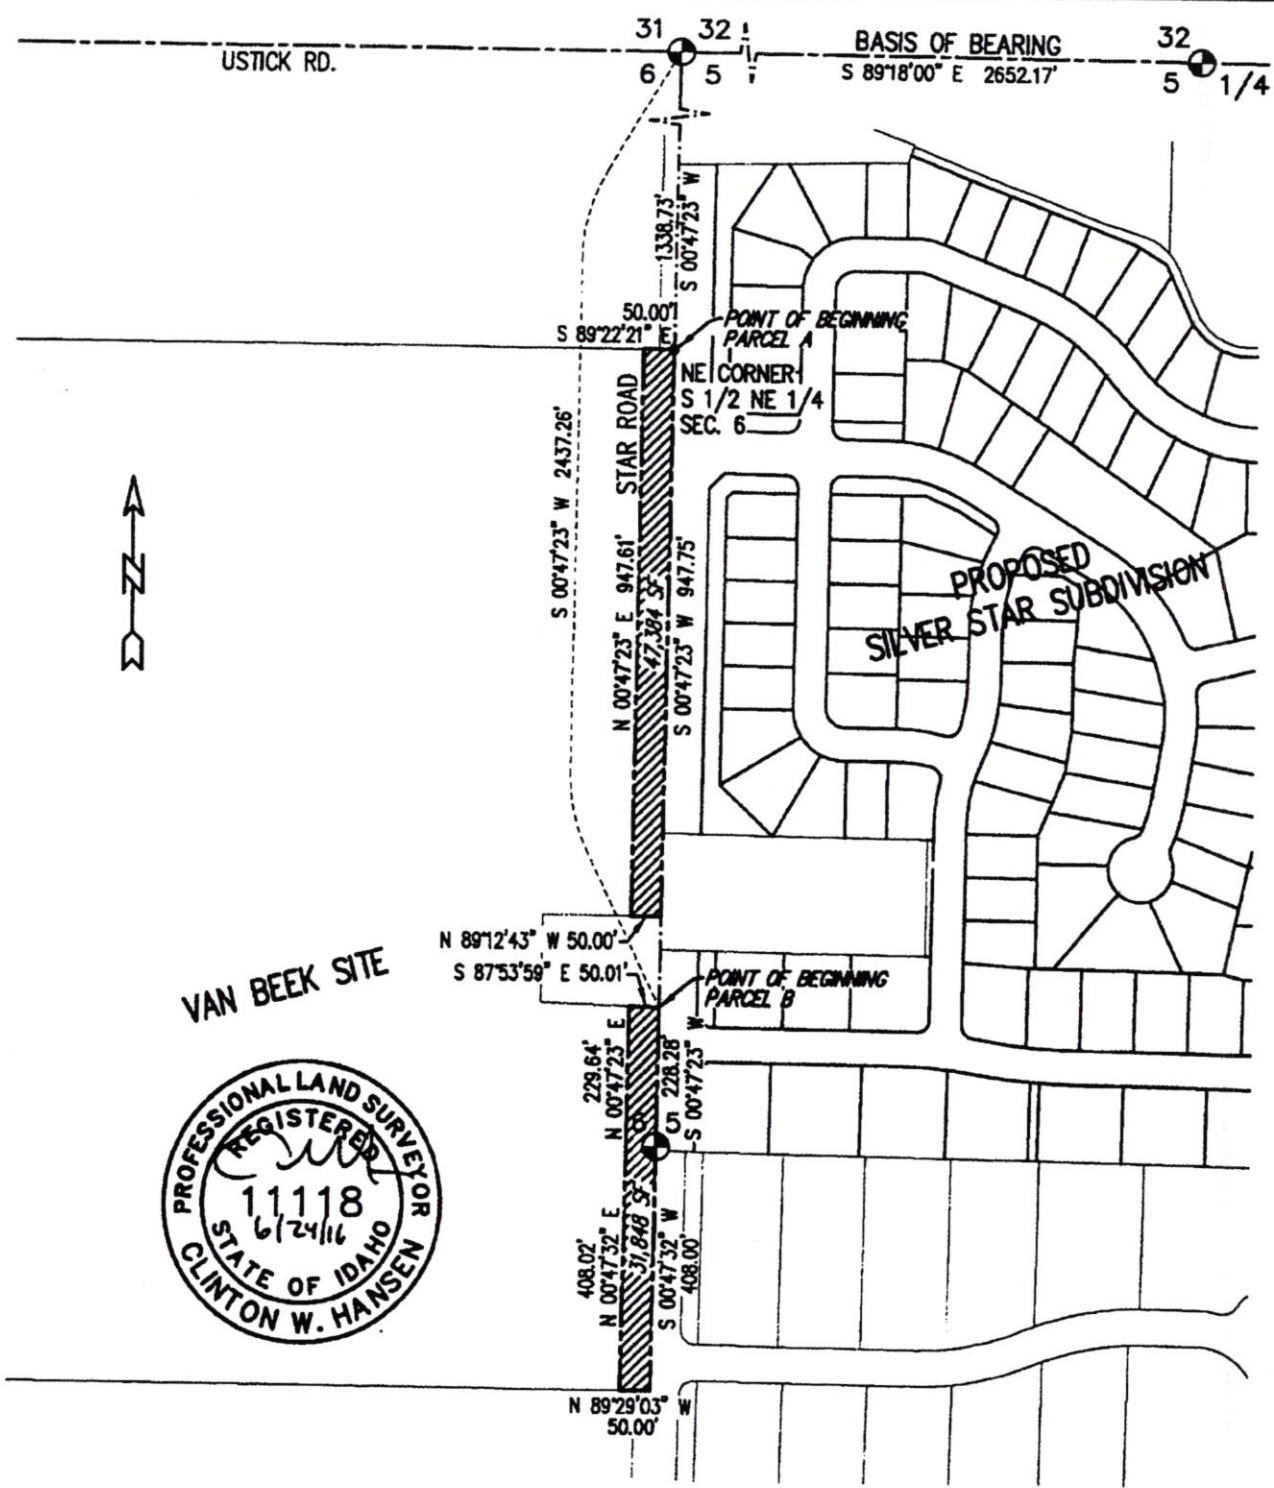 31 32
6 5
USTICK RD.
BASIS OF BEARING
S 89°18'00" E 2652.17'
32
5 1/4
1338.73'
S 00°47'23" W
50.00'
S 89°22'21" E
POINT OF BEGINNING
PARCEL A
NE CORNER
S 1/2 NE 1/4
SEC. 6
STAR ROAD
S 00°47'23" W 2437.26'
N 00°47'23" E 947.61'
47,384 SF
S 00°47'23" W 947.75'
N
PROPOSED
SILVER STAR SUBDIVISION
N 89°12'43" W 50.00'
S 87°53'59" E 50.01'
POINT OF BEGINNING
PARCEL B
VAN BEEK SITE
229.64'
N 00°47'23" E
228.28'
S 00°47'23" W
6 5
408.02'
N 00°47'32" E
31,848 SF
S 00°47'32" W
408.00'
N 89°29'03" W
50.00'
PROFESSIONAL LAND SURVEYOR
REGISTERED
11118
6/24/16
STATE OF IDAHO
CLINTON W. HANSEN